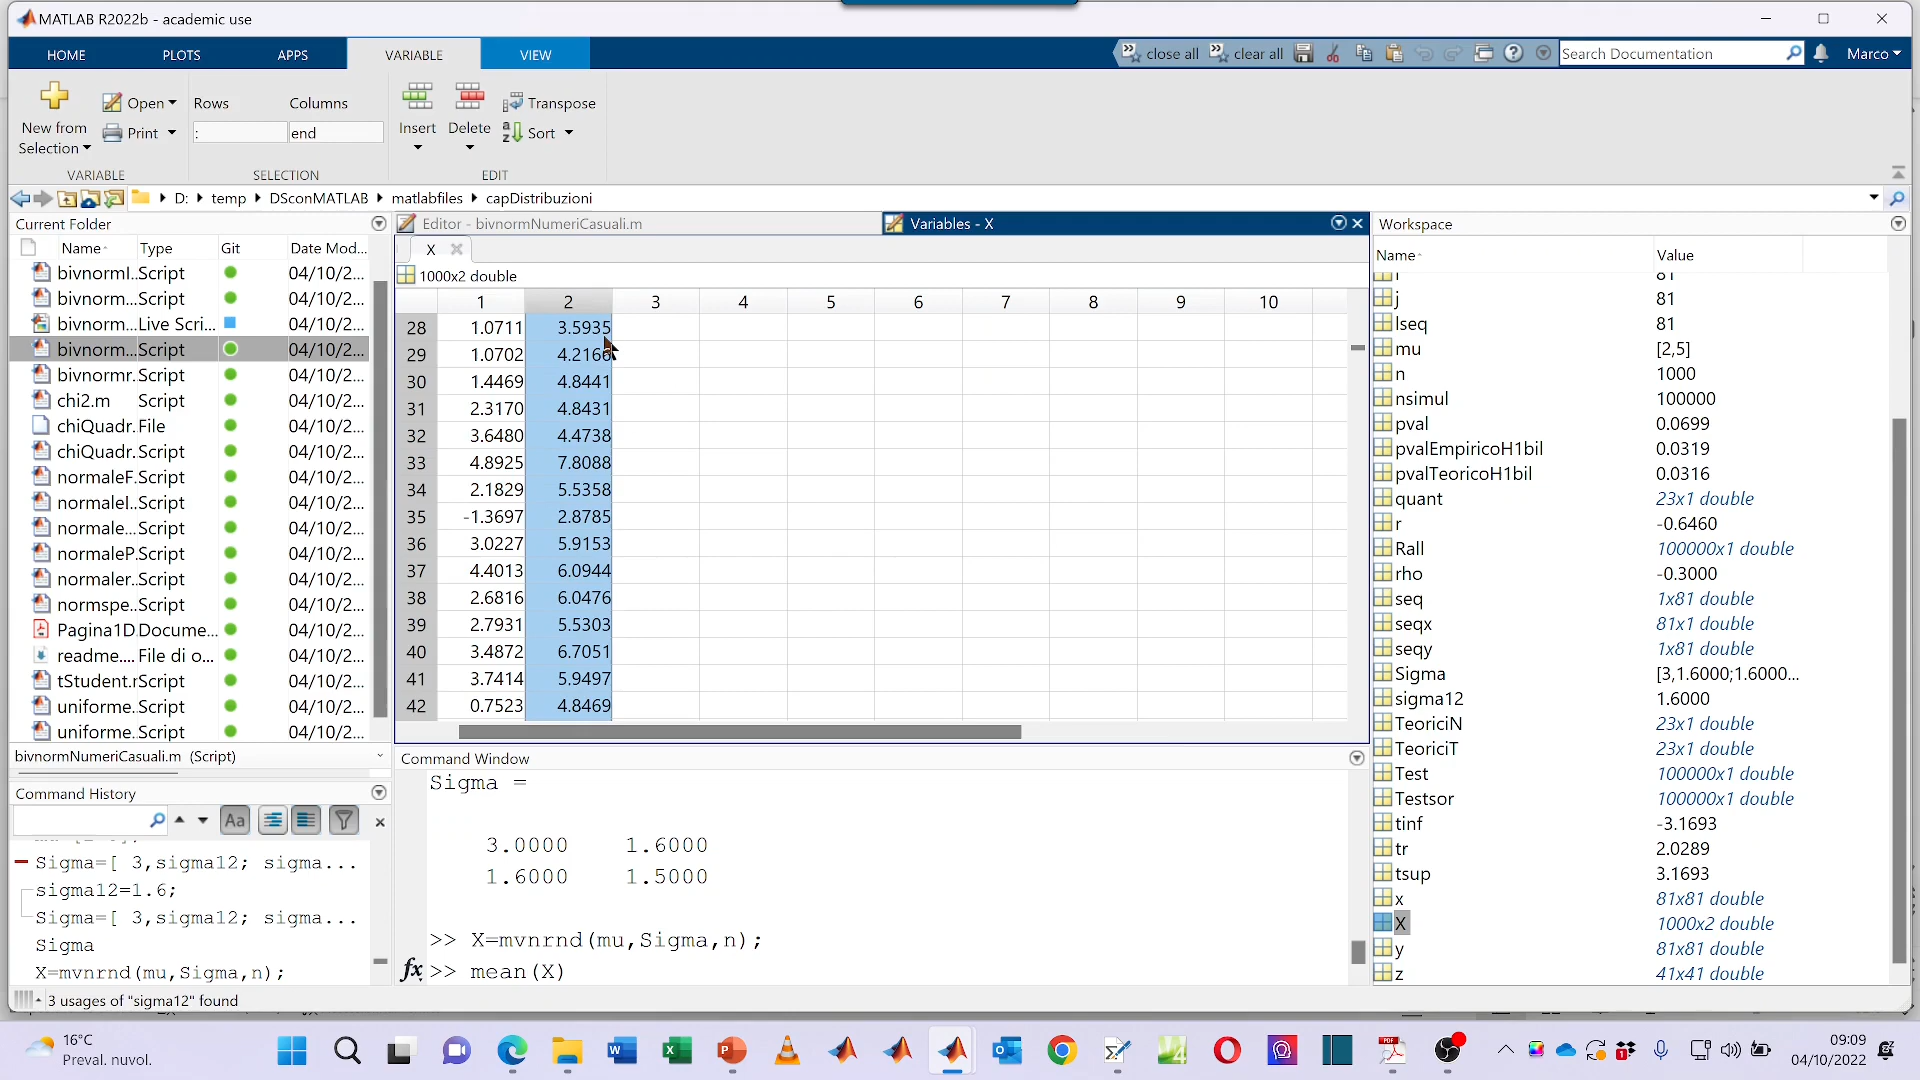 MATLAB R2022b - academic use
HOME PLOTS APPS VARIABLE VIEW close all clear all Search Documentation Marco
New from Selection
Open
Print
Rows Columns
: end
Insert Delete
Transpose
Sort
VARIABLE SELECTION EDIT
D: temp DSconMATLAB matlabfiles capDistribuzioni
Current Folder
Name Type Git Date Mod...
bivnormI..Script 04/10/2...
bivnorm...Script 04/10/2...
bivnorm...Live Scri... 04/10/2...
bivnorm...Script 04/10/2...
bivnormr.Script 04/10/2...
chi2.m Script 04/10/2...
chiQuadr.File 04/10/2...
chiQuadr.Script 04/10/2...
normaleF.Script 04/10/2...
normaleI.Script 04/10/2...
normale...Script 04/10/2...
normaleP.Script 04/10/2...
normaler.Script 04/10/2...
normspe..Script 04/10/2...
Pagina1D.Docume... 04/10/2...
readme.... File di o... 04/10/2...
tStudent.rScript 04/10/2...
uniforme.Script 04/10/2...
uniforme.Script 04/10/2...
bivnormNumeriCasuali.m (Script)
Command History
Aa
Sigma=[ 3,sigma12; sigma...
sigma12=1.6;
Sigma=[ 3,sigma12; sigma...
Sigma
X=mvnrnd(mu,Sigma,n);
3 usages of "sigma12" found
Editor - bivnormNumeriCasuali.m
Variables - X
X
1000x2 double
1 2 3 4 5 6 7 8 9 10
28 1.0711 3.5935
29 1.0702 4.2166
30 1.4469 4.8441
31 2.3170 4.8431
32 3.6480 4.4738
33 4.8925 7.8088
34 2.1829 5.5358
35 -1.3697 2.8785
36 3.0227 5.9153
37 4.4013 6.0944
38 2.6816 6.0476
39 2.7931 5.5303
40 3.4872 6.7051
41 3.7414 5.9497
42 0.7523 4.8469
Command Window
Sigma =
3.0000 1.6000
1.6000 1.5000
>> X=mvnrnd(mu,Sigma,n);
fx >> mean(X)
Workspace
Name Value
81
j 81
lseq 81
mu [2,5]
n 1000
nsimul 100000
pval 0.0699
pvalEmpiricoH1bil 0.0319
pvalTeoricoH1bil 0.0316
quant 23x1 double
r -0.6460
Rall 100000x1 double
rho -0.3000
seq 1x81 double
seqx 81x1 double
seqy 1x81 double
Sigma [3,1.6000;1.6000...
sigma12 1.6000
TeoriciN 23x1 double
TeoriciT 23x1 double
Test 100000x1 double
Testsor 100000x1 double
tinf -3.1693
tr 2.0289
tsup 3.1693
x 81x81 double
X 1000x2 double
y 81x81 double
z 41x41 double
16°C
Preval. nuvol.
09:09
04/10/2022